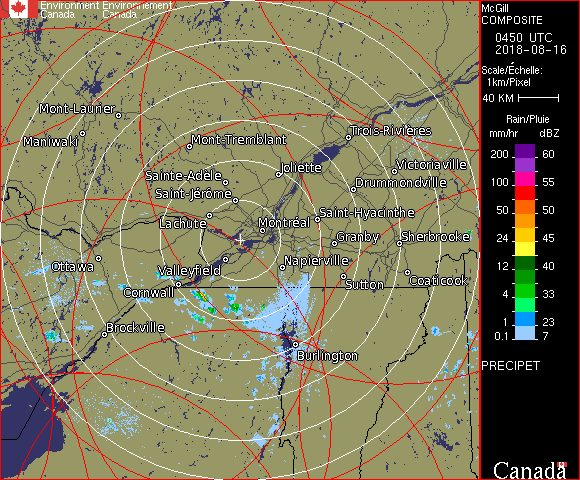 Environment Environnement
Canada Canada
McGill
COMPOSITE
0450 UTC
2018-08-16
Scale/Échelle:
1km/Pixel
40 KM
Rain/Pluie
mm/hr dBZ
200 60
100 55
50 50
24 45
12 40
4 33
1 23
0.1 7
PRECIPET
Canada
Mont-Laurier
Maniwaki
Mont-Tremblant
Trois-Rivières
Victoriaville
Joliette
Sainte-Adèle
Saint-Jérôme
Drummondville
Lachute
Montréal
Saint-Hyacinthe
Granby
Sherbrooke
Ottawa
Valleyfield
Napierville
Cornwall
Sutton
Coaticook
Brockville
Burlington